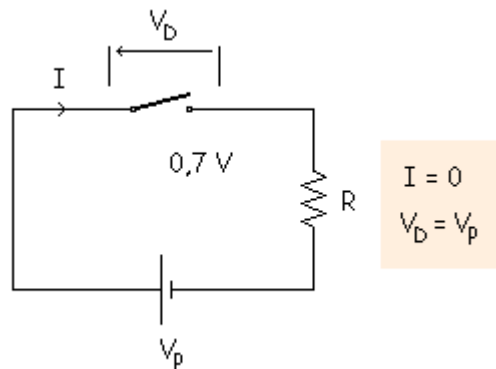 V_D
I
0,7 V
R
I = 0
V_D = V_p
V_p